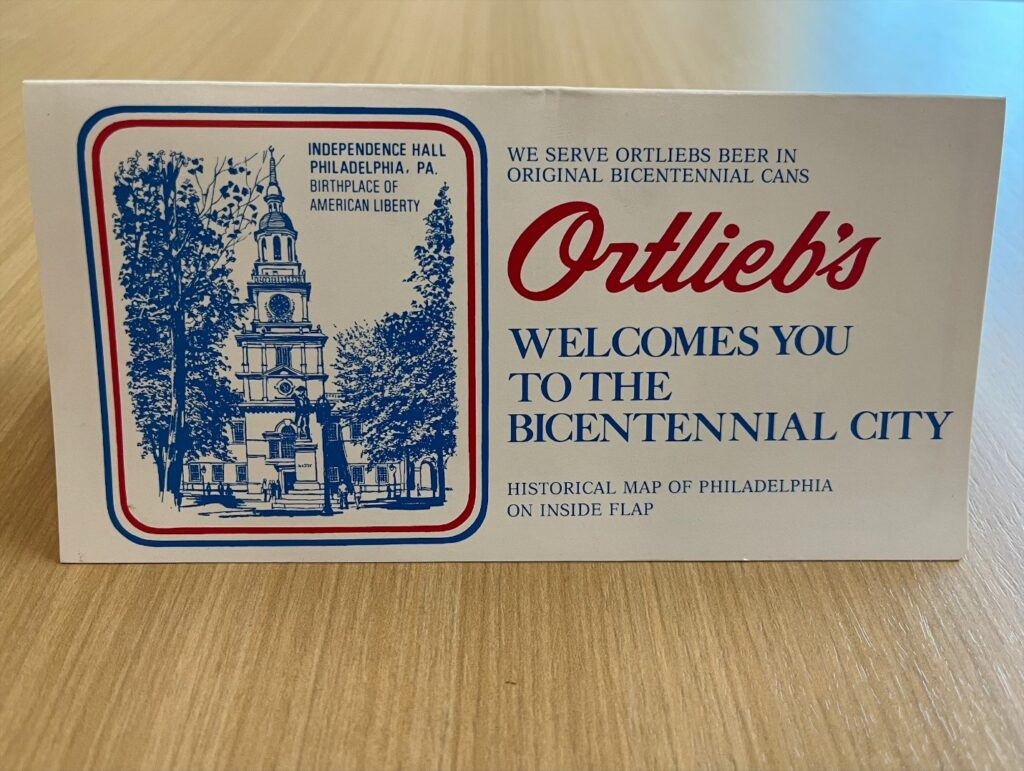 INDEPENDENCE HALL
PHILADELPHIA, PA.
BIRTHPLACE OF
AMERICAN LIBERTY
WE SERVE ORTLIEBS BEER IN
ORIGINAL BICENTENNIAL CANS
Ortlieb's
WELCOMES YOU
TO THE
BICENTENNIAL CITY
HISTORICAL MAP OF PHILADELPHIA
ON INSIDE FLAP